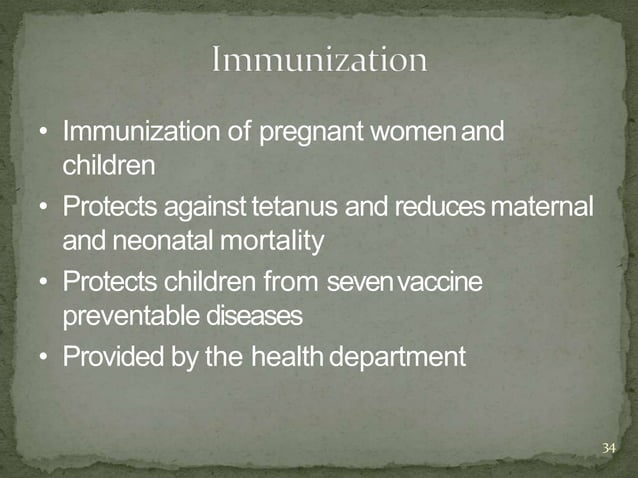 Immunization
• Immunization of pregnant women and
children
• Protects against tetanus and reduces maternal
and neonatal mortality
• Protects children from seven vaccine
preventable diseases
• Provided by the health department
34